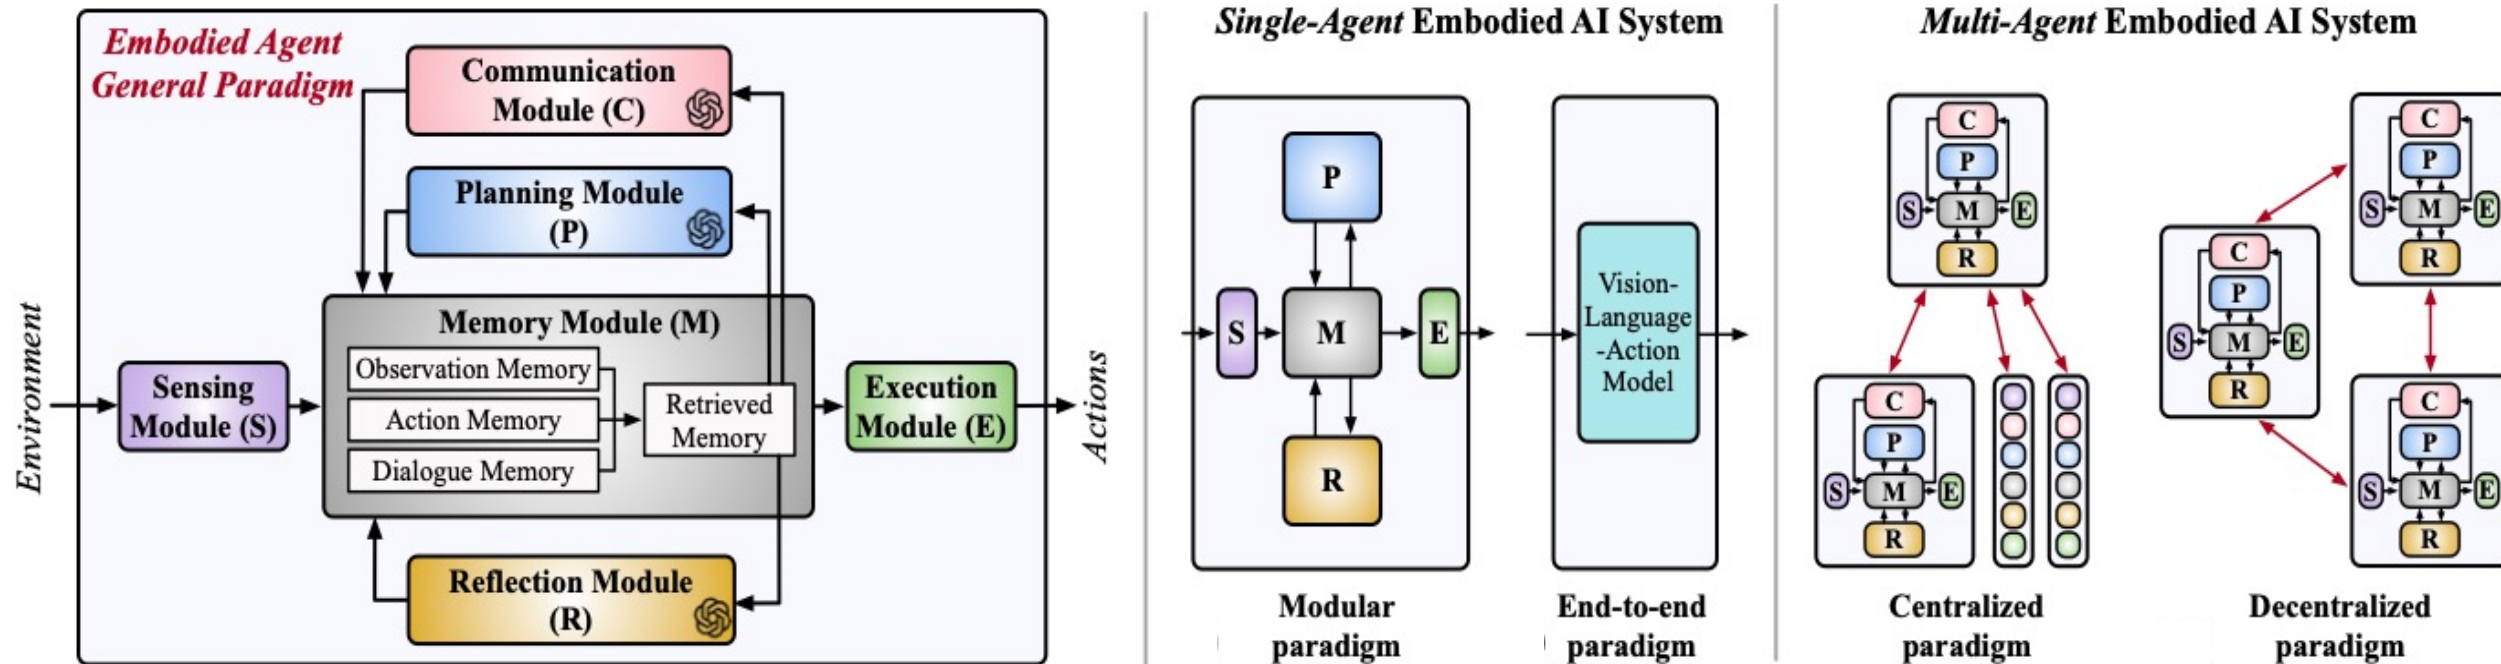 Embodied Agent
General Paradigm
Communication
Module (C)
Planning Module
(P)
Memory Module (M)
Observation Memory
Action Memory
Dialogue Memory
Retrieved
Memory
Environment
Sensing
Module (S)
Execution
Module (E)
Actions
Reflection Module
(R)
Single-Agent Embodied AI System
P
S
M
E
R
Modular
paradigm
Vision-
Language
-Action
Model
End-to-end
paradigm
Multi-Agent Embodied AI System
C
P
S
M
E
R
C
P
S
M
E
R
Centralized
paradigm
C
P
S
M
E
R
C
P
S
M
E
R
C
P
S
M
E
R
Decentralized
paradigm